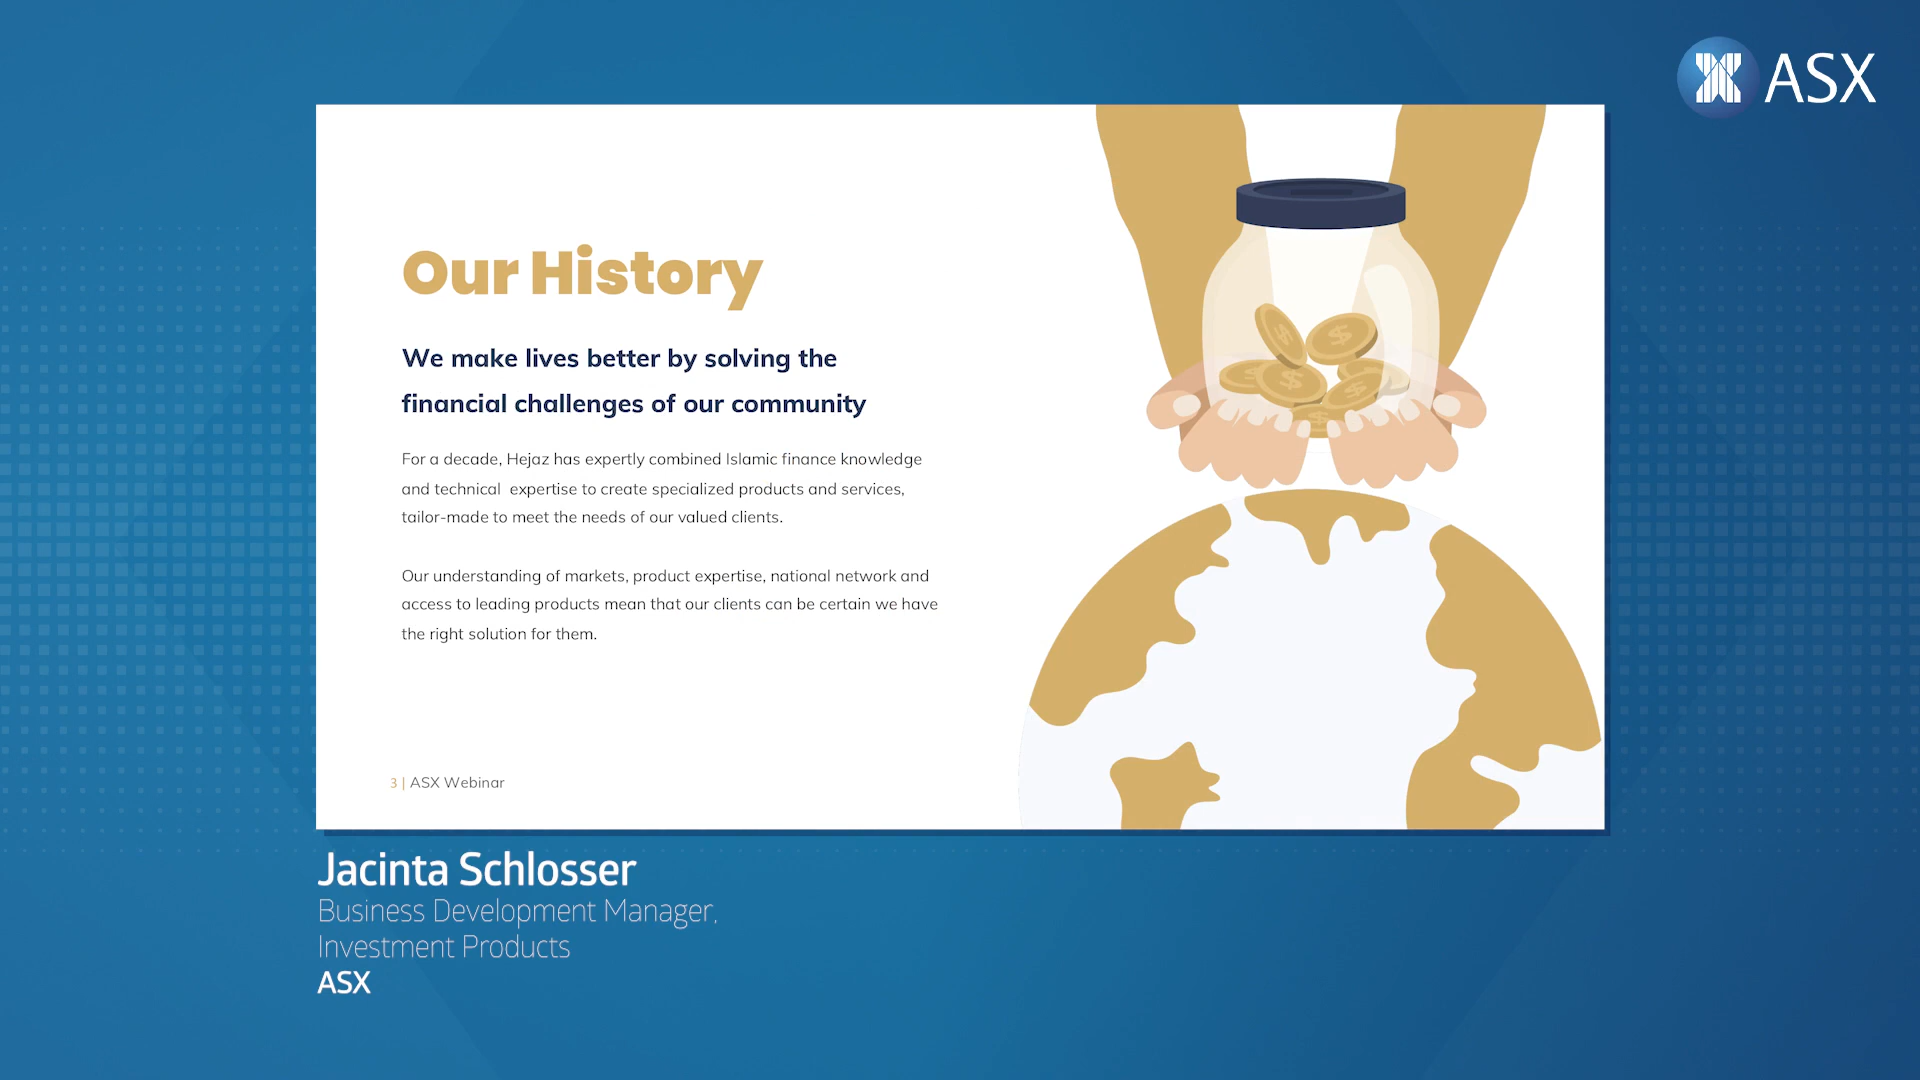 ASX
Our History
We make lives better by solving the
financial challenges of our community
For a decade, Hejaz has expertly combined Islamic finance knowledge
and technical  expertise to create specialized products and services,
tailor-made to meet the needs of our valued clients.
Our understanding of markets, product expertise, national network and
access to leading products mean that our clients can be certain we have
the right solution for them.
3 | ASX Webinar
Jacinta Schlosser
Business Development Manager,
Investment Products
ASX